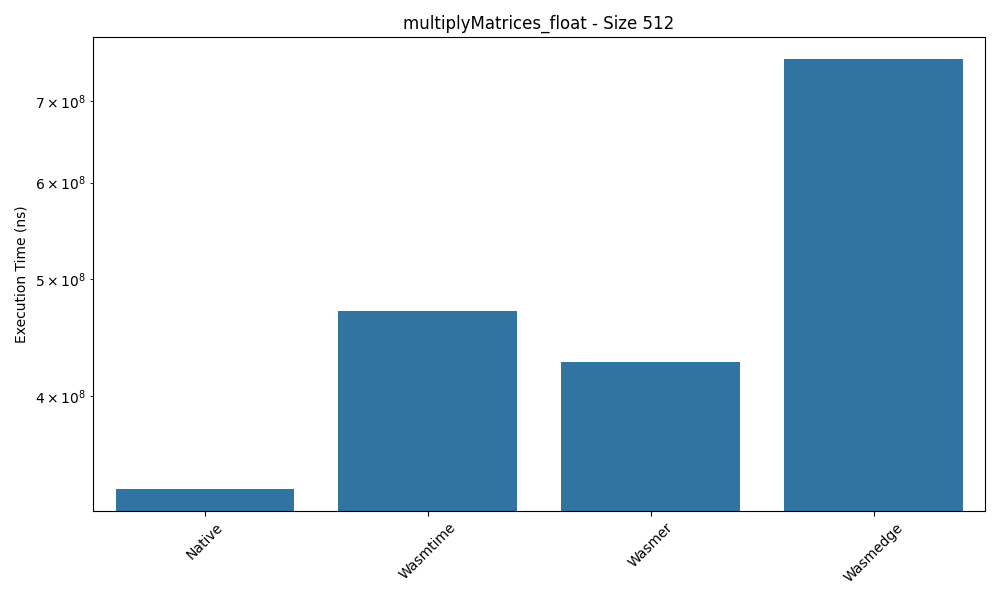 multiplyMatrices_float - Size 512
Execution Time (ns)
7 × 10⁸
6 × 10⁸
5 × 10⁸
4 × 10⁸
Native
Wasmtime
Wasmer
Wasmedge